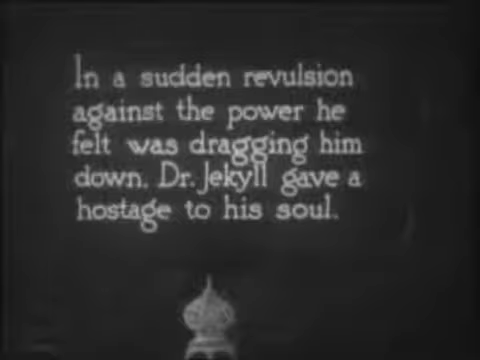 In a sudden revulsion
against the power he
felt was dragging him
down, Dr. Jekyll gave a
hostage to his soul.